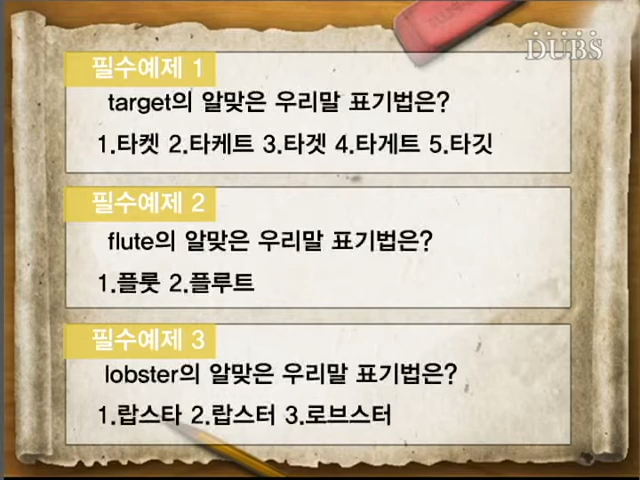 DUBS
필수예제 1
target의 알맞은 우리말 표기법은?
1.타켓 2.타케트 3.타겟 4.타게트 5.타깃
필수예제 2
flute의 알맞은 우리말 표기법은?
1.플룻 2.플루트
필수예제 3
lobster의 알맞은 우리말 표기법은?
1.랍스타 2.랍스터 3.로브스터